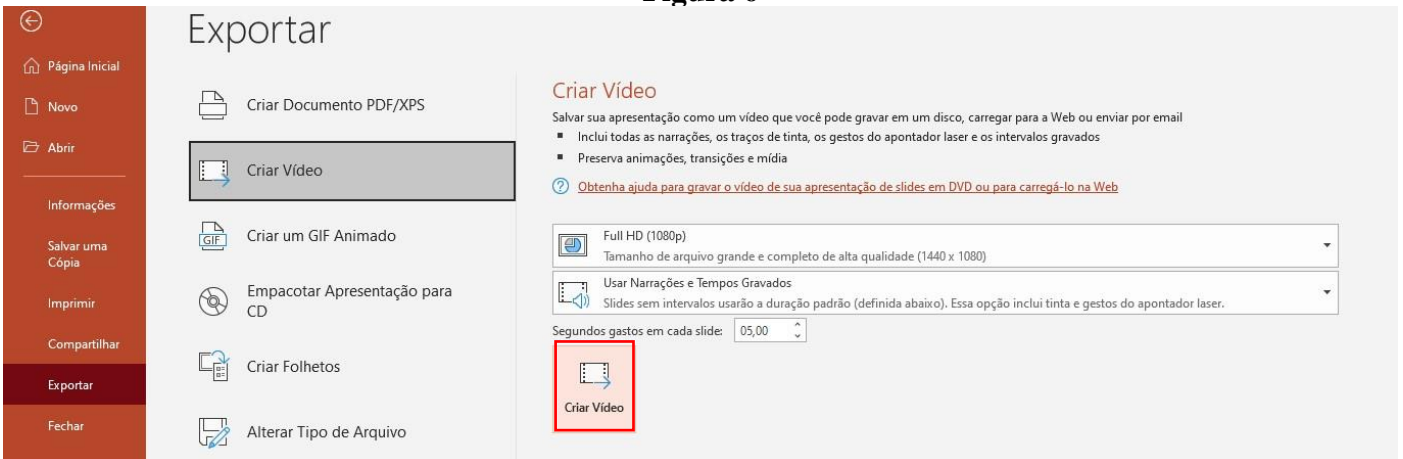 Exportar
Página Inicial
Novo
Abrir
Informações
Salvar uma
Cópia
Imprimir
Compartilhar
Exportar
Fechar
Criar Documento PDF/XPS
Criar Vídeo
GIF
Criar um GIF Animado
Empacotar Apresentação para
CD
Criar Folhetos
Alterar Tipo de Arquivo
Criar Vídeo
Salvar sua apresentação como um vídeo que você pode gravar em um disco, carregar para a Web ou enviar por email
▪ Inclui todas as narrações, os traços de tinta, os gestos do apontador laser e os intervalos gravados
▪ Preserva animações, transições e mídia
Obtenha ajuda para gravar o vídeo de sua apresentação de slides em DVD ou para carregá-lo na Web
Full HD (1080p)
Tamanho de arquivo grande e completo de alta qualidade (1440 x 1080)
Usar Narrações e Tempos Gravados
Slides sem intervalos usarão a duração padrão (definida abaixo). Essa opção inclui tinta e gestos do apontador laser.
Segundos gastos em cada slide: 05,00
Criar Vídeo